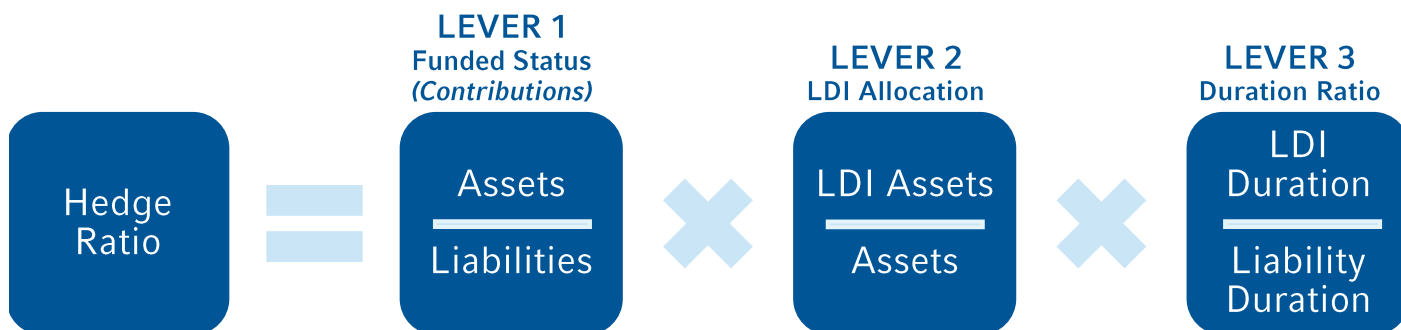 LEVER 1
Funded Status
(Contributions)
LEVER 2
LDI Allocation
LEVER 3
Duration Ratio
Hedge
Ratio
Assets
Liabilities
LDI Assets
Assets
LDI
Duration
Liability
Duration